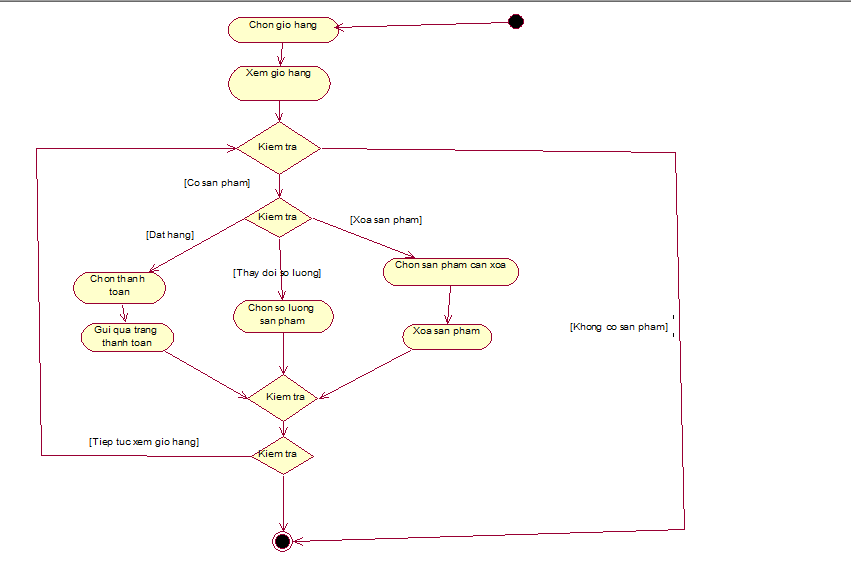 Chon gio hang
Xem gio hang
Kiem tra
[Co san pham]
Kiem tra
[Xoa san pham]
[Dat hang]
[Thay doi so luong]
Chon san pham can xoa
Chon thanh
toan
Chon so luong
san pham
Gui qua trang
thanh toan
Xoa san pham
[Khong co san pham]
Kiem tra
[Tiep tuc xem gio hang]
Kiem tra